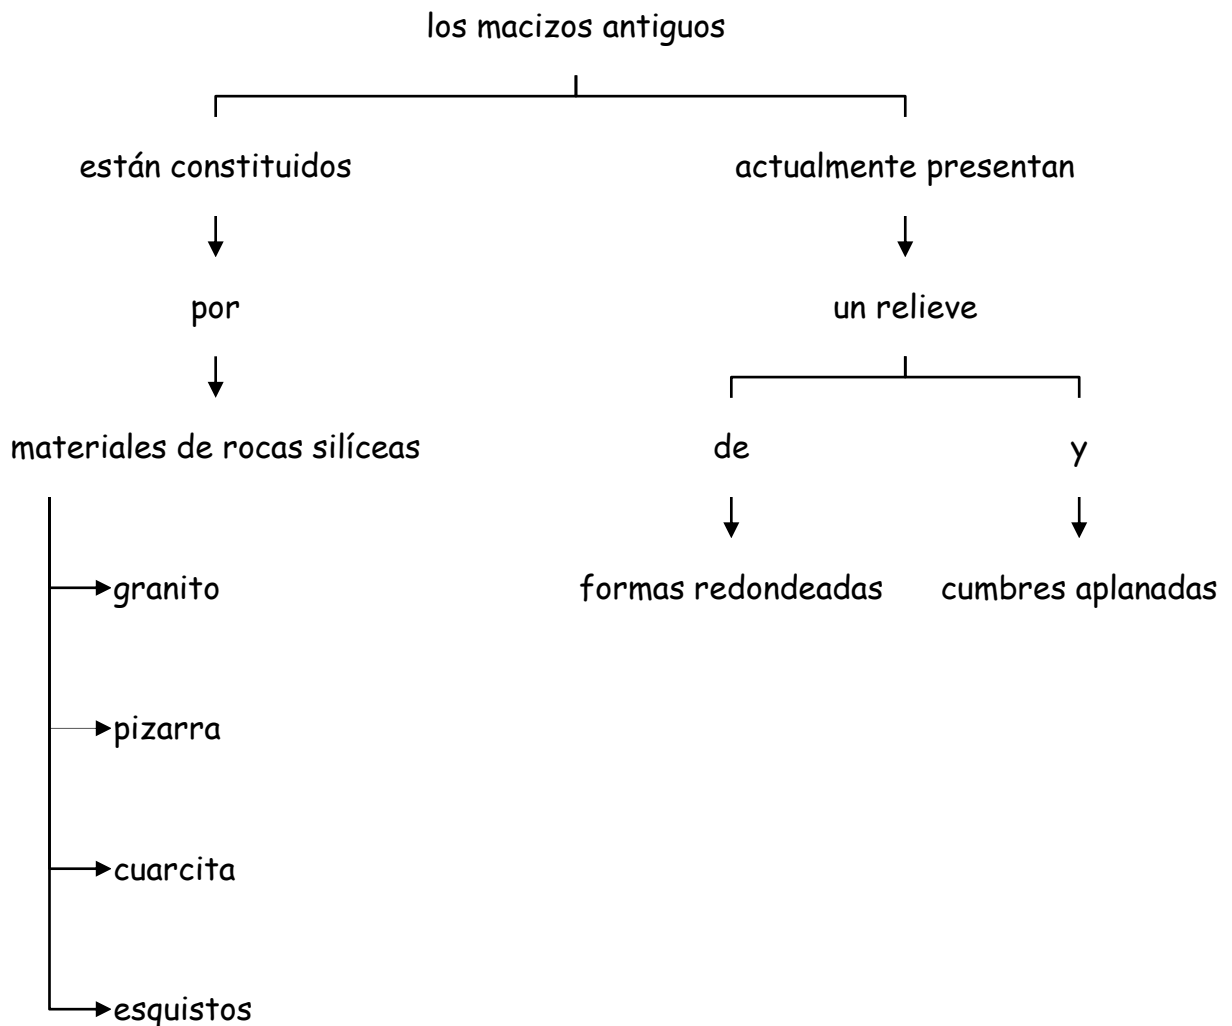 los macizos antiguos
están constituidos
actualmente presentan
por
un relieve
materiales de rocas silíceas
de
y
granito
formas redondeadas
cumbres aplanadas
pizarra
cuarcita
esquistos